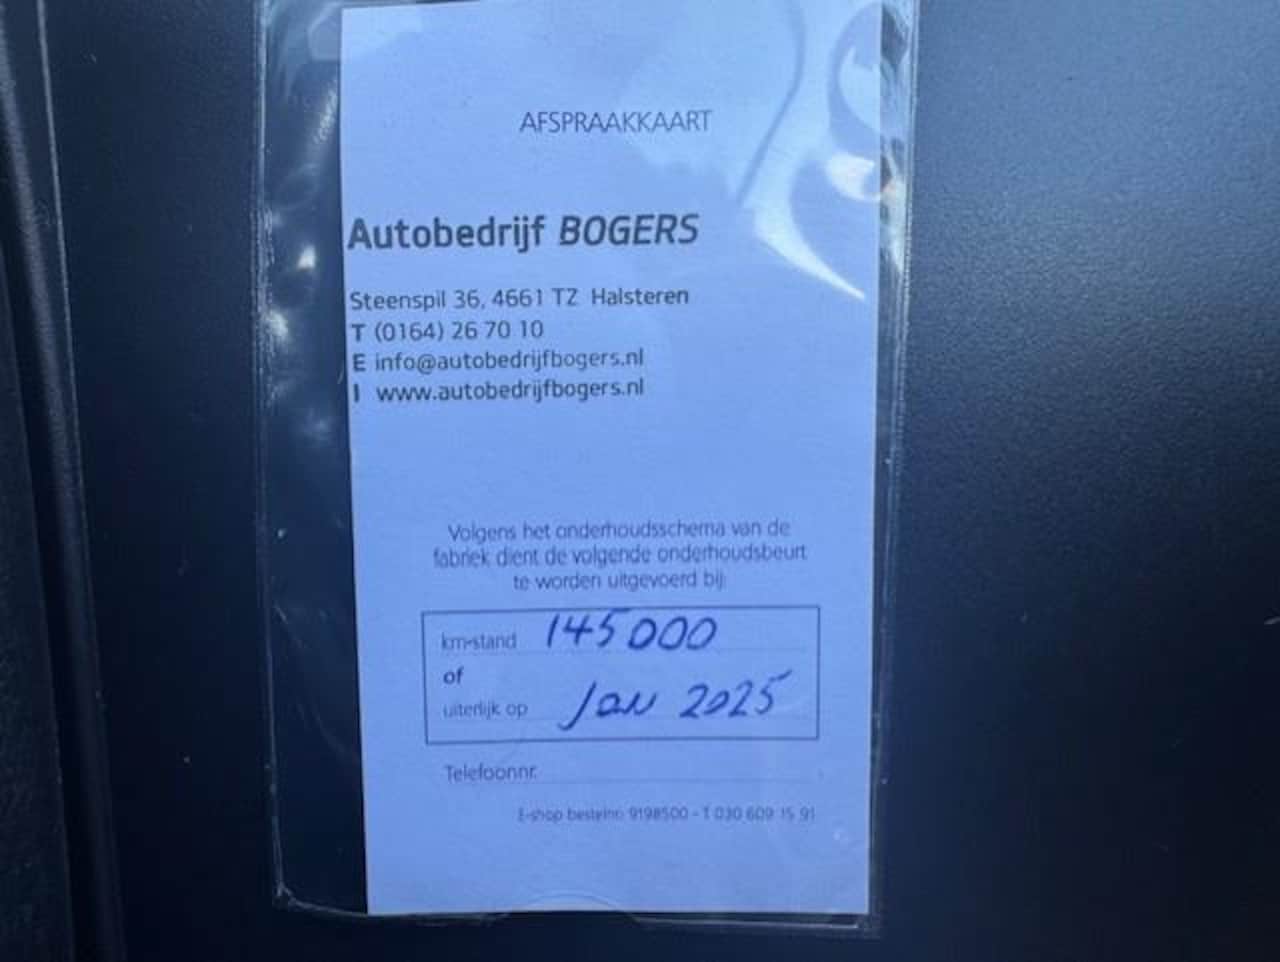 AFSPRAAKKAART
Autobedrijf BOGERS
Steenspil 36, 4661 TZ Halsteren
T (0164) 26 70 10
E info@autobedrijfbogers.nl
I www.autobedrijfbogers.nl
Volgens het onderhoudsschema van de
fabriek dient de volgende onderhoudsbeurt
te worden uitgevoerd bij:
km-stand 145000
of
uiterlijk op Jan 2025
Telefoonnr.
E-shop bestelnr. 9198500 - T 030 609 15 91